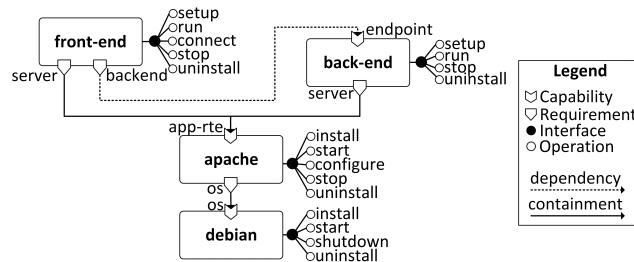 front-end
setup
run
connect
stop
uninstall
server
backend
endpoint
back-end
setup
run
stop
uninstall
server
app-rte
apache
install
start
configure
stop
uninstall
os
os
debian
install
start
shutdown
uninstall
Legend
Capability
Requirement
Interface
Operation
dependency
containment